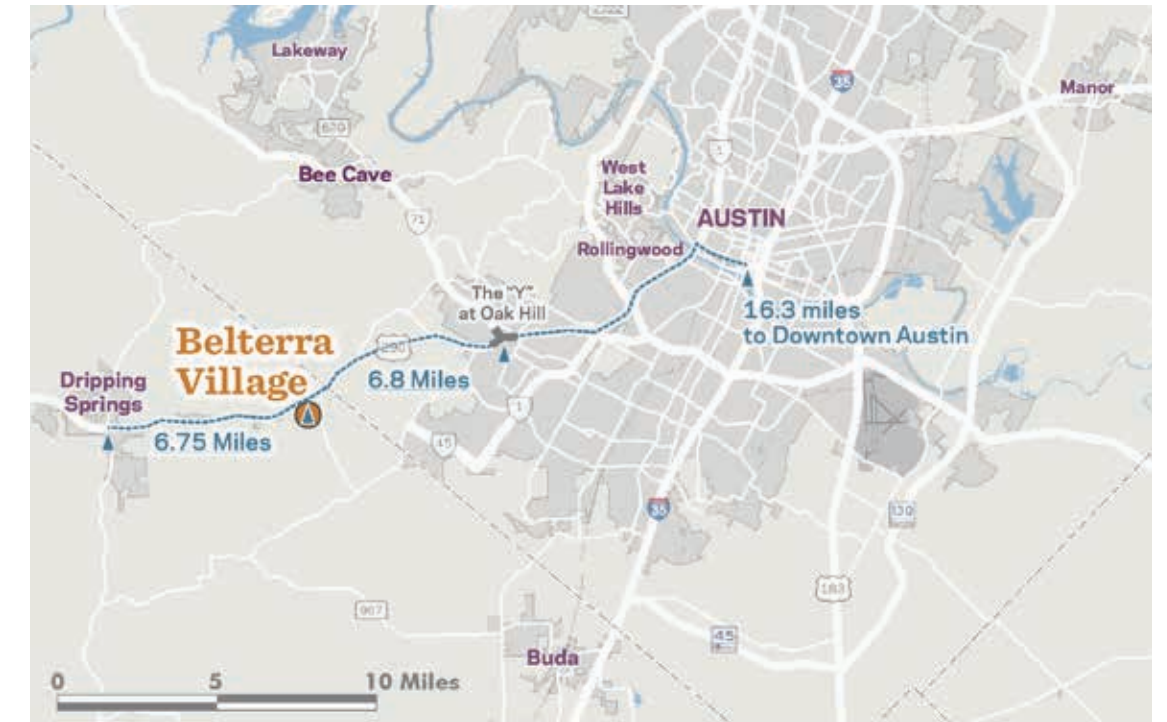 Lakeway
35
Manor
620
1
Bee Cave
West
Lake
Hills
AUSTIN
71
Rollingwood
The "Y"
at Oak Hill
16.3 miles
to Downtown Austin
Belterra
Village
290
6.8 Miles
Dripping
Springs
6.75 Miles
1
45
35
130
183
967
45
Buda
0 5 10 Miles